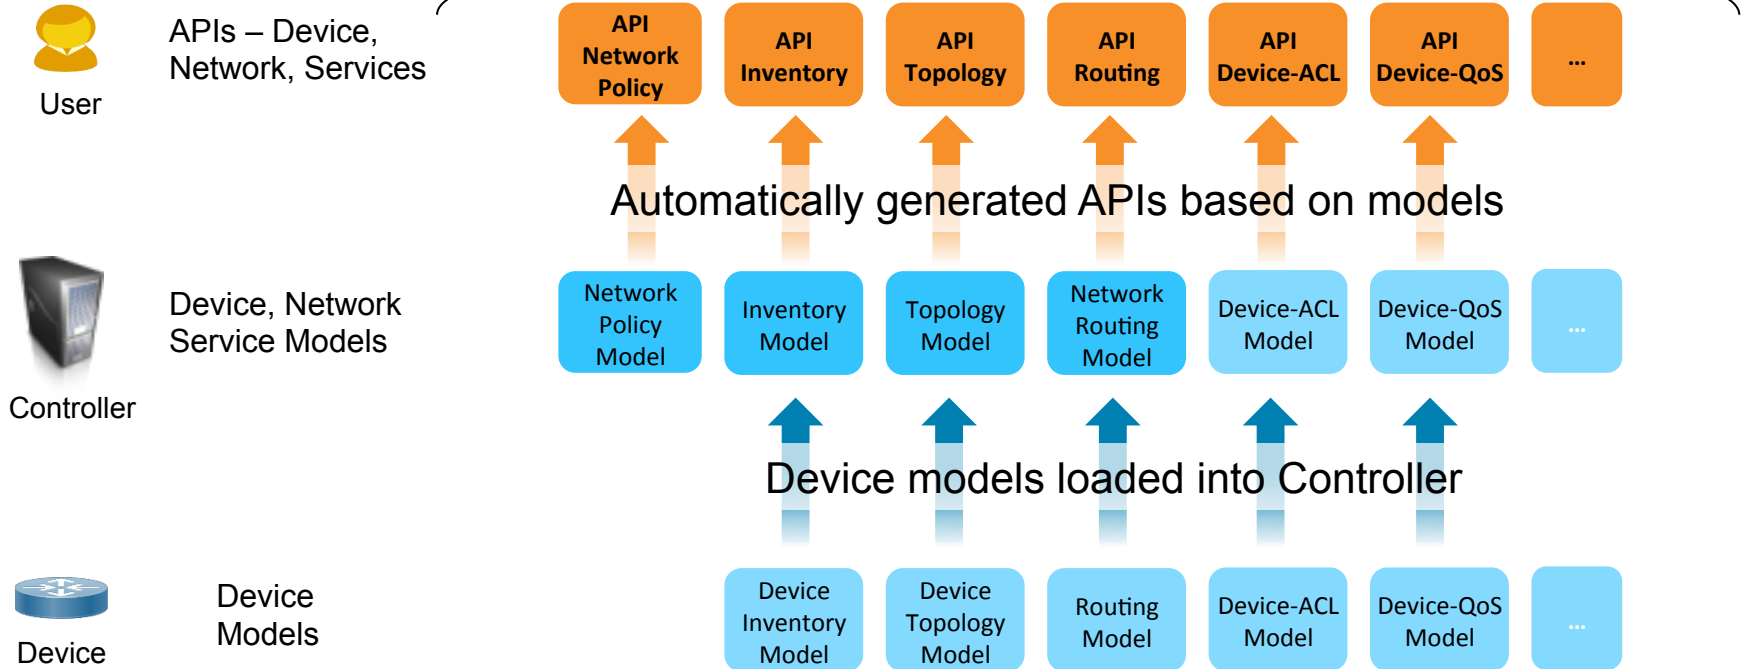 APIs – Device,
Network, Services
User
API
Network
Policy
API
Inventory
API
Topology
API
Routing
API
Device-ACL
API
Device-QoS
...
Automatically generated APIs based on models
Device, Network
Service Models
Controller
Network
Policy
Model
Inventory
Model
Topology
Model
Network
Routing
Model
Device-ACL
Model
Device-QoS
Model
...
Device models loaded into Controller
Device
Models
Device
Device
Inventory
Model
Device
Topology
Model
Routing
Model
Device-ACL
Model
Device-QoS
Model
...